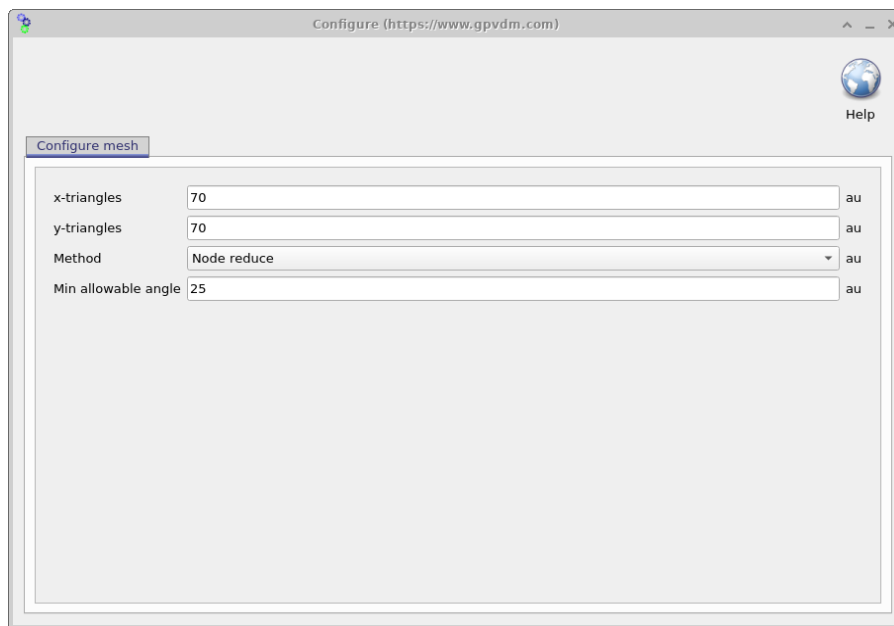 Configure (https://www.gpvdm.com)
Help
Configure mesh
x-triangles 70 au
y-triangles 70 au
Method Node reduce au
Min allowable angle 25 au